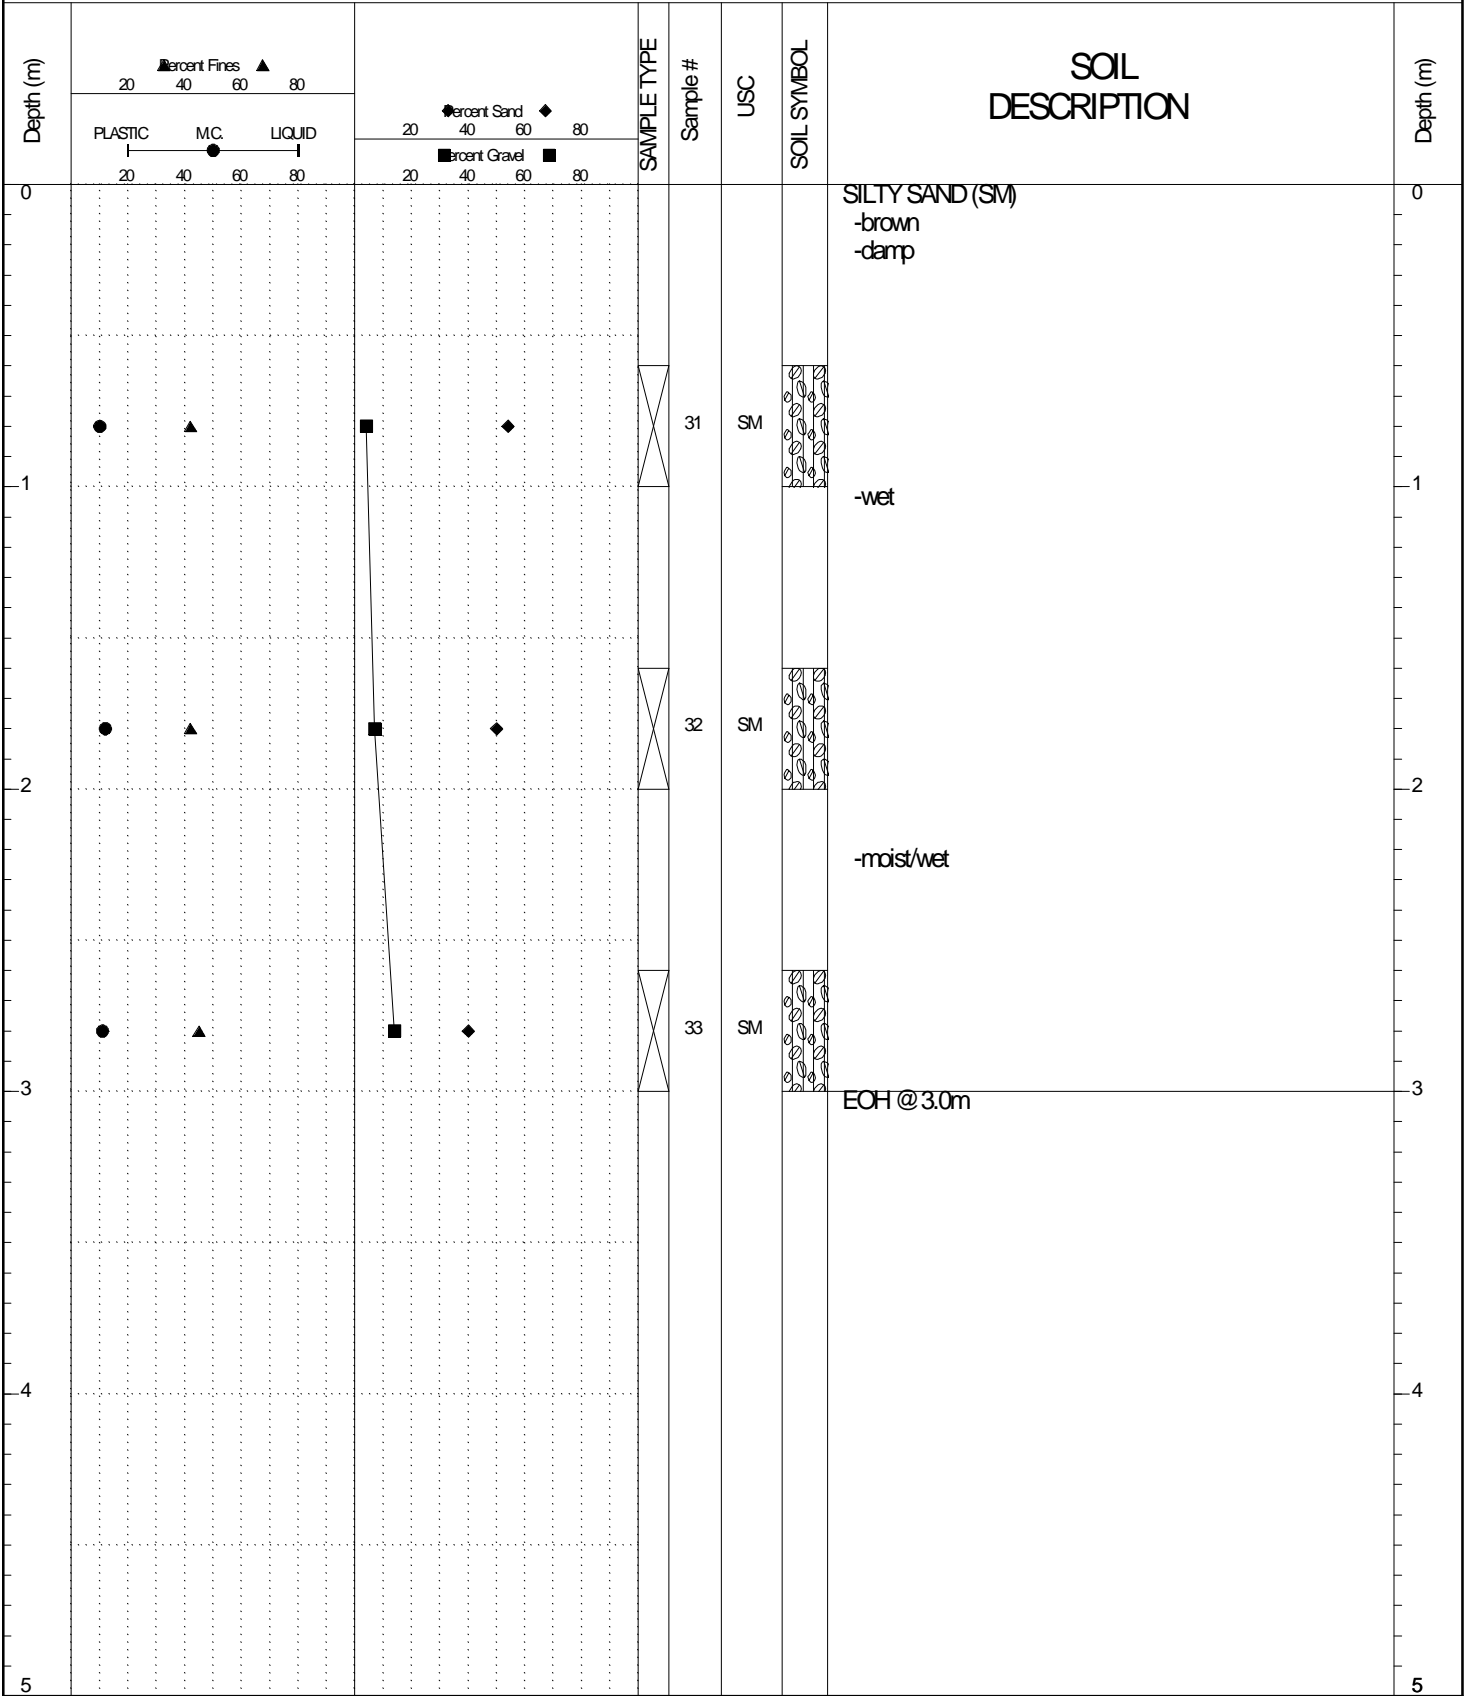 Depth (m)
Percent Fines
20 40 60 80
PLASTIC M.C. LIQUID
20 40 60 80
Percent Sand
20 40 60 80
Percent Gravel
20 40 60 80
SAMPLE TYPE
Sample #
USC
SOIL SYMBOL
SOIL
DESCRIPTION
Depth (m)
0 SILTY SAND (SM) 0
-brown
-damp
31 SM
1 -wet 1
32 SM
2 2
-moist/wet
33 SM
3 EOH @ 3.0m 3
4 4
5 5